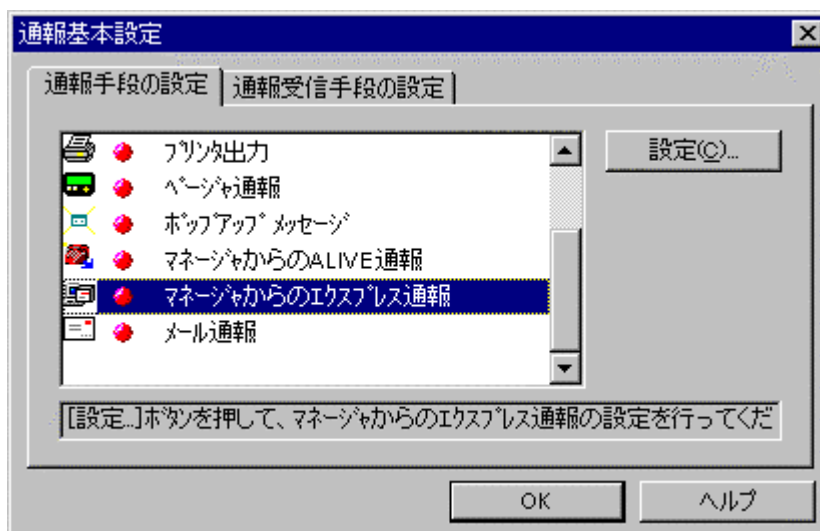 通報基本設定
通報手段の設定
通報受信手段の設定
プリンタ出力
設定(C)...
ページャ通報
ポップアップ メッセージ
マネージャからのALIVE通報
マネージャからのエクスプレス通報
メール通報
[設定...]ボタンを押して、マネージャからのエクスプレス通報の設定を行ってくだ
OK
ヘルプ